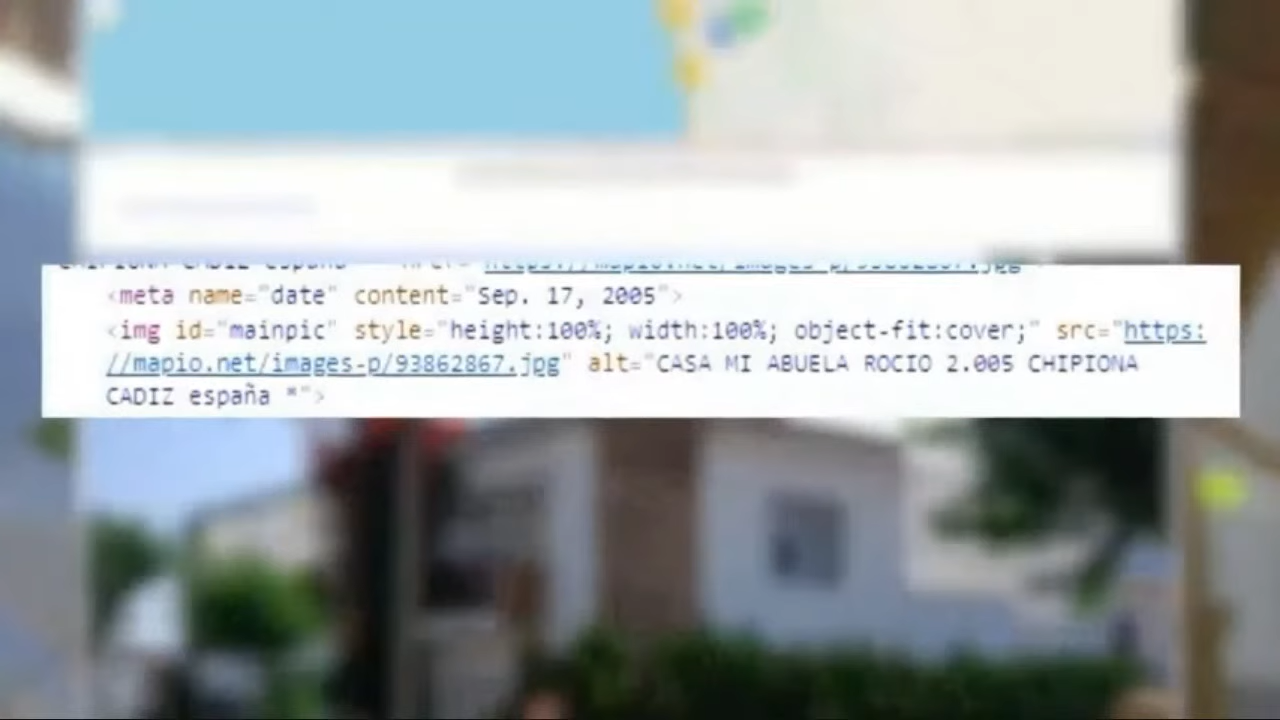 <meta name="date" content="Sep. 17, 2005">
<img id="mainpic" style="height:100%; width:100%; object-fit:cover;" src="https:
//mapio.net/images-p/93862867.jpg" alt="CASA MI ABUELA ROCIO 2.005 CHIPIONA
CADIZ españa *">